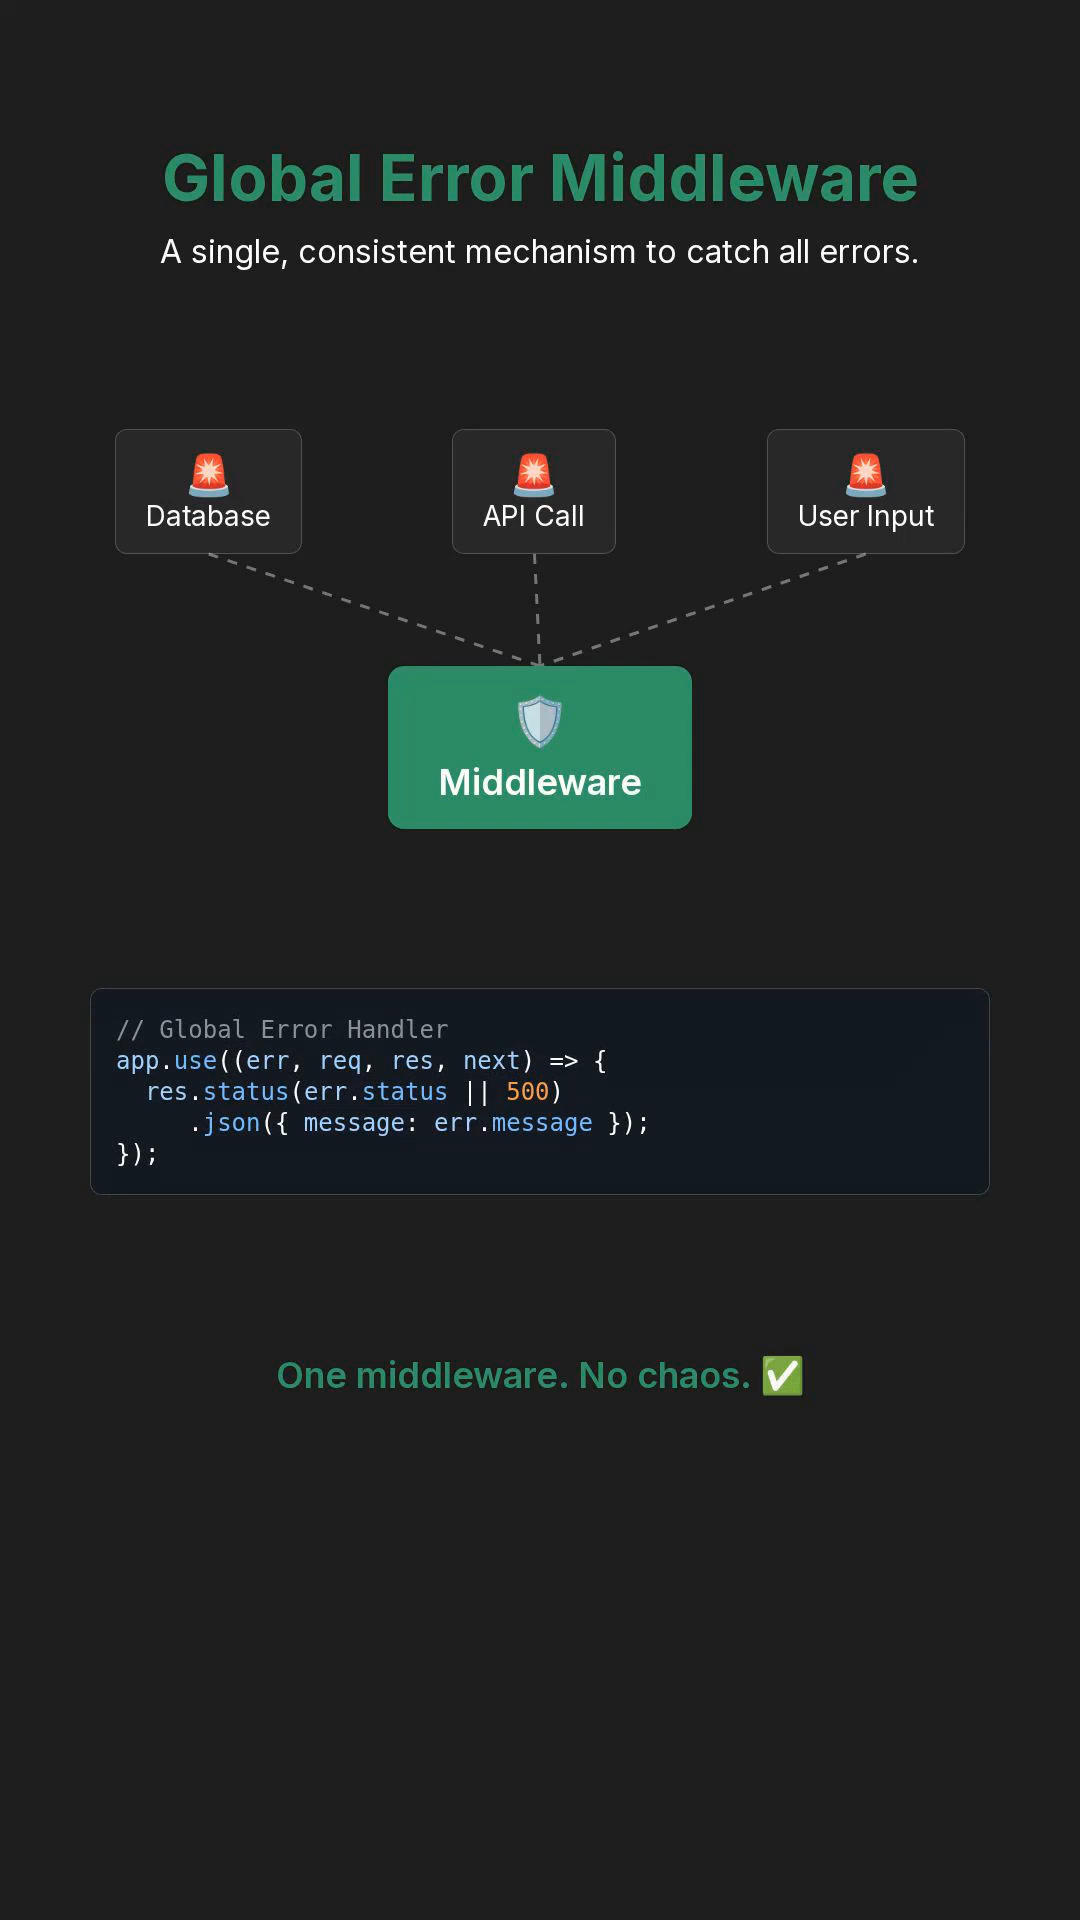 Global Error Middleware
A single, consistent mechanism to catch all errors.
Database
API Call
User Input
Middleware
// Global Error Handler
app.use((err, req, res, next) => {
  res.status(err.status || 500)
     .json({ message: err.message });
});
One middleware. No chaos. ✅